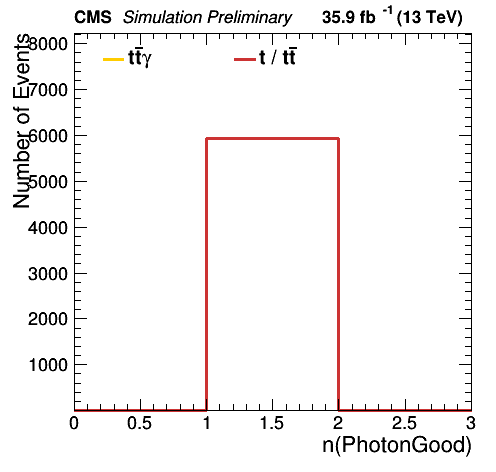 CMS Simulation Preliminary 35.9 fb⁻¹ (13 TeV)
tt̄γ t / tt̄
Number of Events
8000
7000
6000
5000
4000
3000
2000
1000
0 0.5 1 1.5 2 2.5 3
n(PhotonGood)